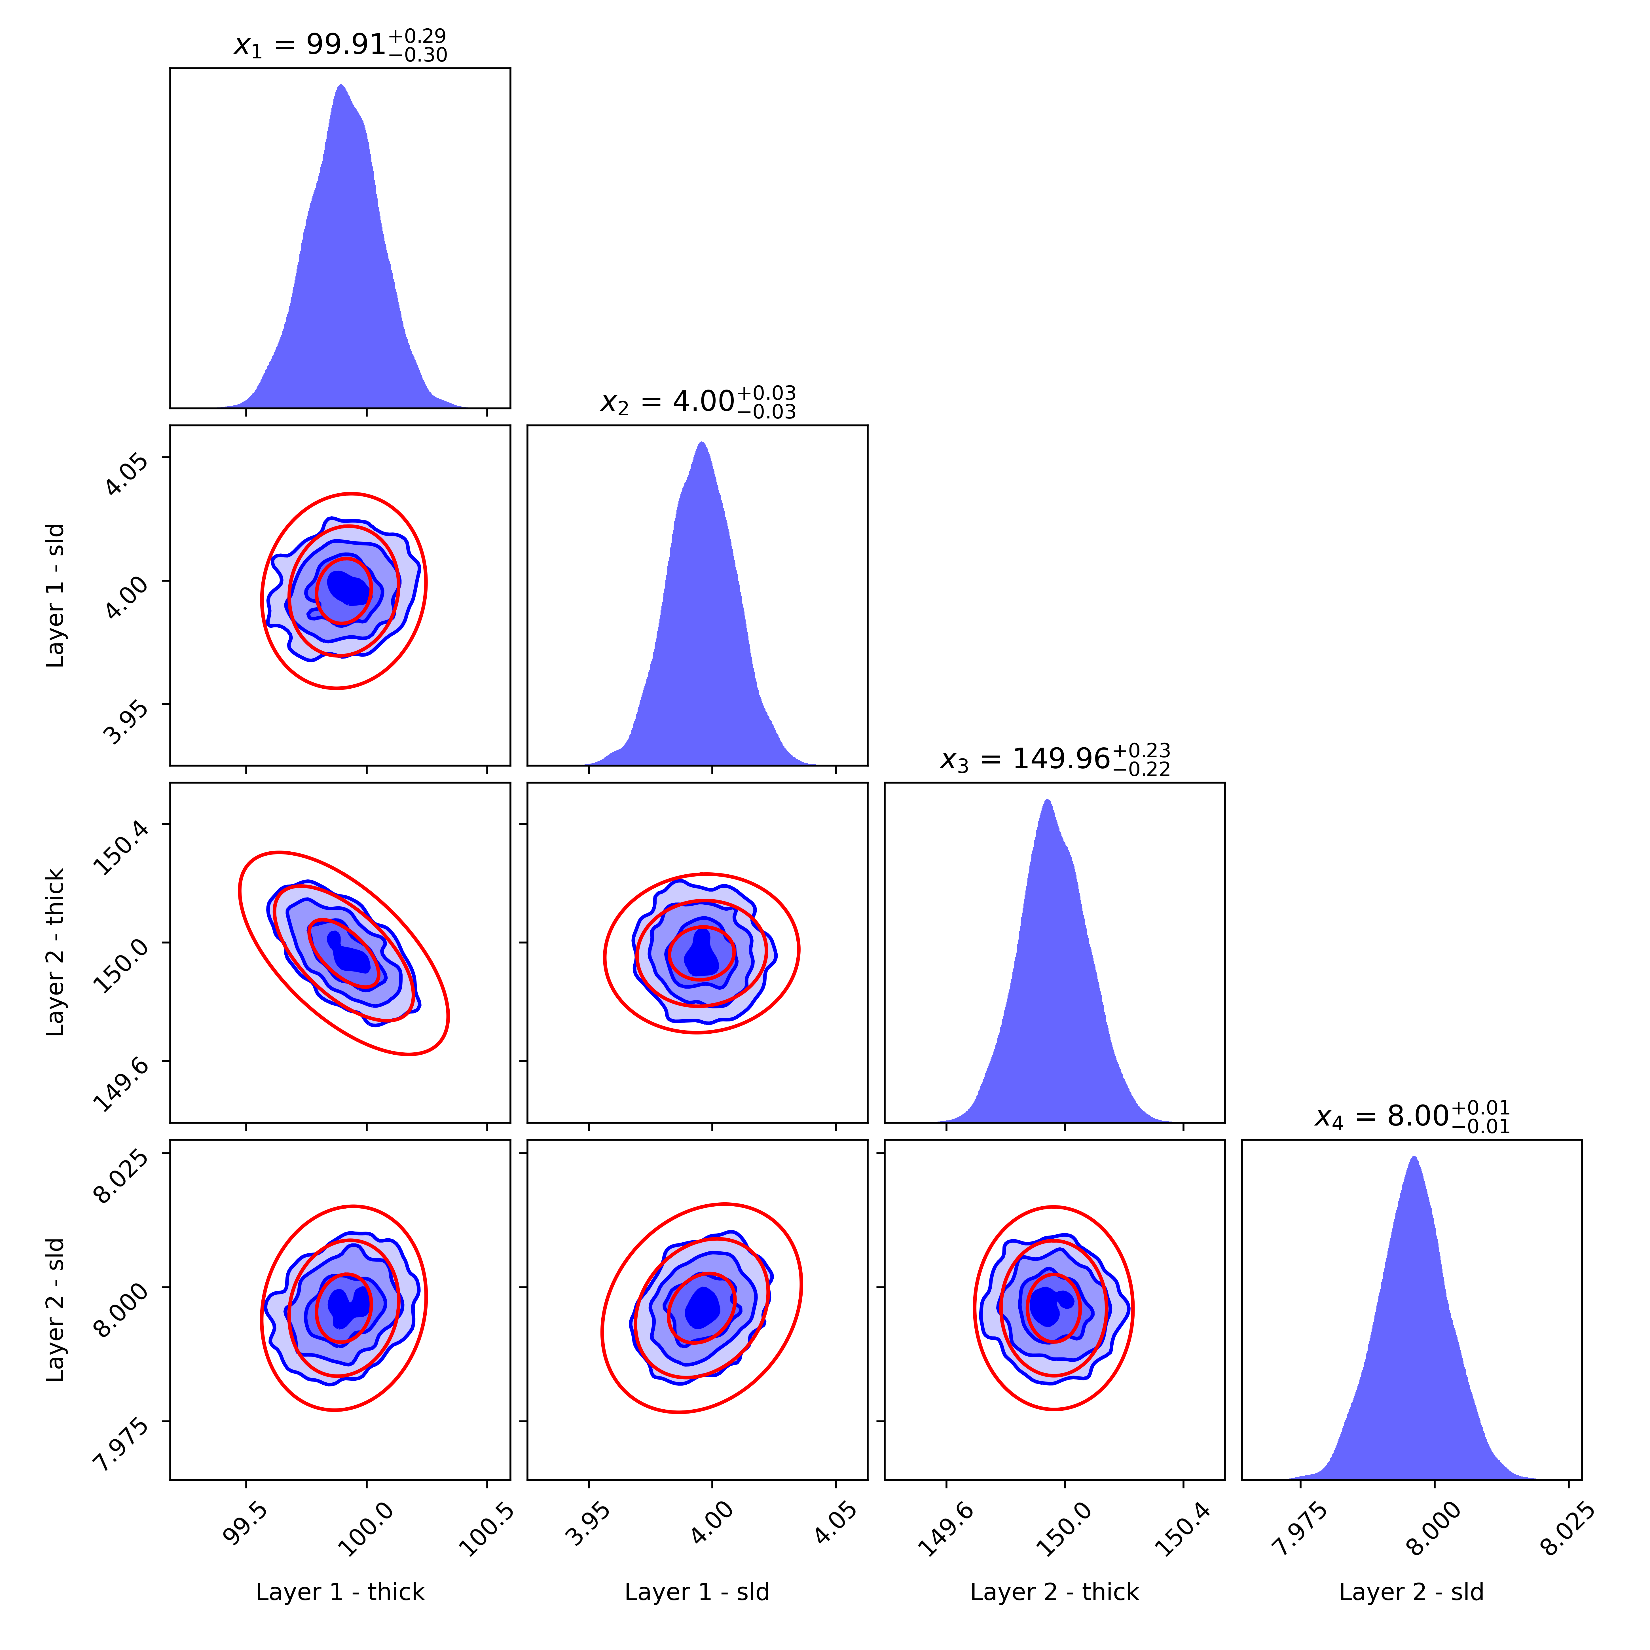 x₁ = 99.91 +0.29 −0.30
4.05
4.00
3.95
Layer 1 - sld
x₂ = 4.00 +0.03 −0.03
150.4
150.0
149.6
Layer 2 - thick
x₃ = 149.96 +0.23 −0.22
8.025
8.000
7.975
Layer 2 - sld
x₄ = 8.00 +0.01 −0.01
99.5 100.0 100.5 3.95 4.00 4.05 149.6 150.0 150.4 7.975 8.000 8.025
Layer 1 - thick Layer 1 - sld Layer 2 - thick Layer 2 - sld